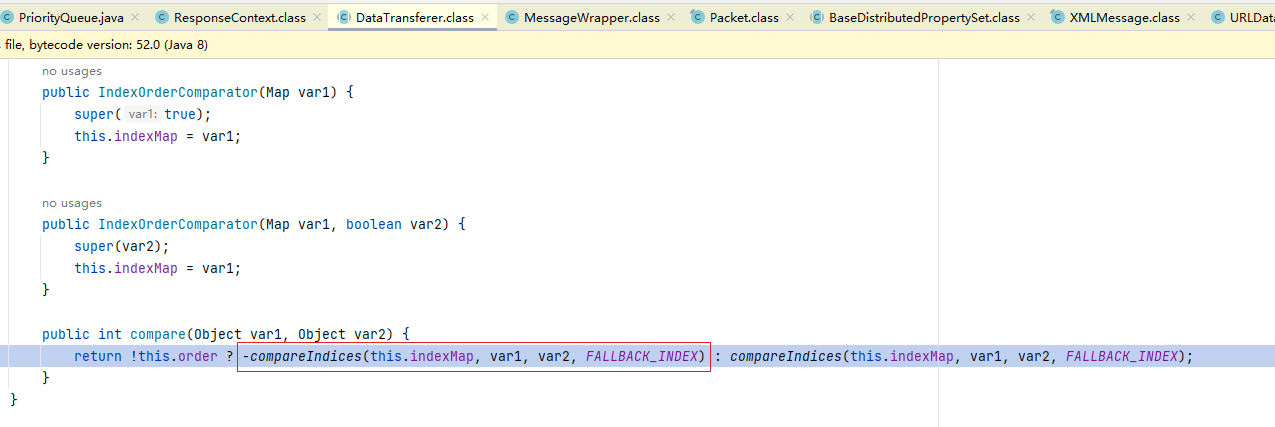 PriorityQueue.java ResponseContext.class DataTransferer.class MessageWrapper.class Packet.class BaseDistributedPropertySet.class XMLMessage.class URLData
file, bytecode version: 52.0 (Java 8)
no usages
public IndexOrderComparator(Map var1) {
super( var1: true);
this.indexMap = var1;
}
no usages
public IndexOrderComparator(Map var1, boolean var2) {
super(var2);
this.indexMap = var1;
}
public int compare(Object var1, Object var2) {
return !this.order ? -compareIndices(this.indexMap, var1, var2, FALLBACK_INDEX) : compareIndices(this.indexMap, var1, var2, FALLBACK_INDEX);
}
}